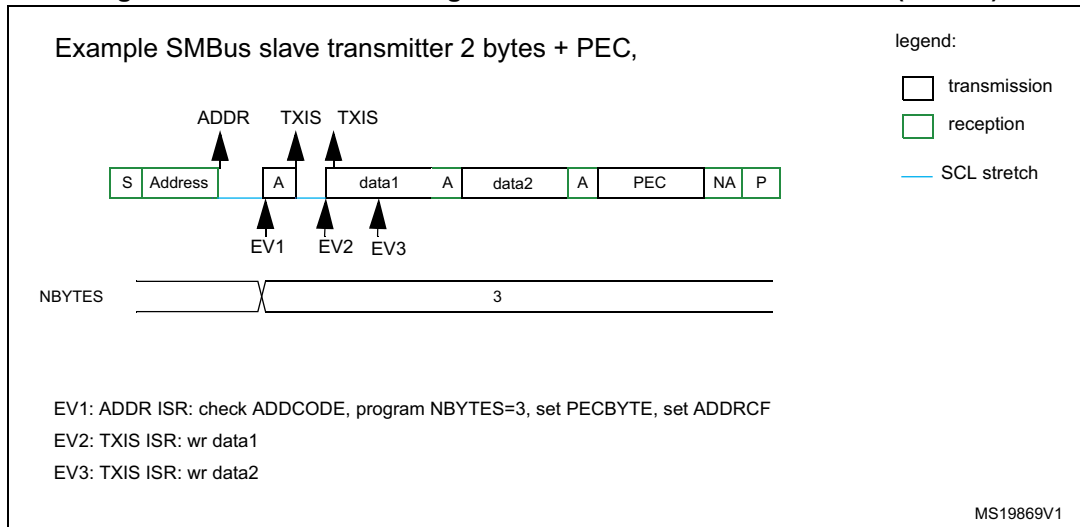 Example SMBus slave transmitter 2 bytes + PEC,
legend:
transmission
reception
SCL stretch
ADDR TXIS TXIS
S Address A data1 A data2 A PEC NA P
EV1 EV2 EV3
NBYTES 3
EV1: ADDR ISR: check ADDCODE, program NBYTES=3, set PECBYTE, set ADDRCF
EV2: TXIS ISR: wr data1
EV3: TXIS ISR: wr data2
MS19869V1